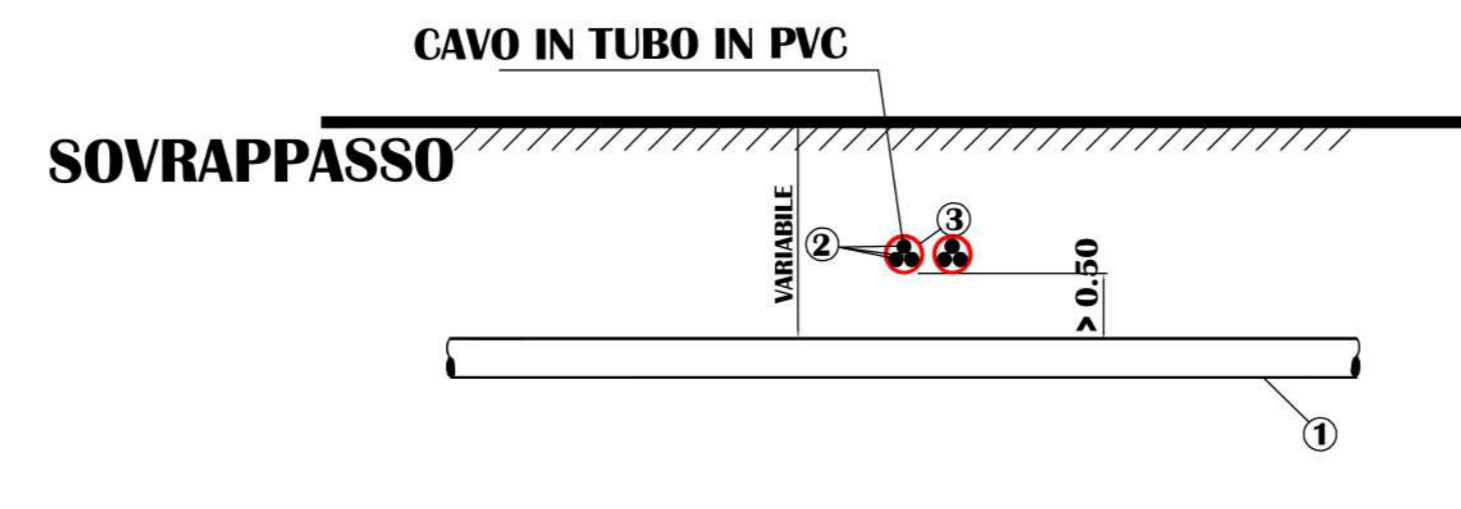 CAVO IN TUBO IN PVC
SOVRAPPASSO
VARIABILE
2
3
> 0.50
1